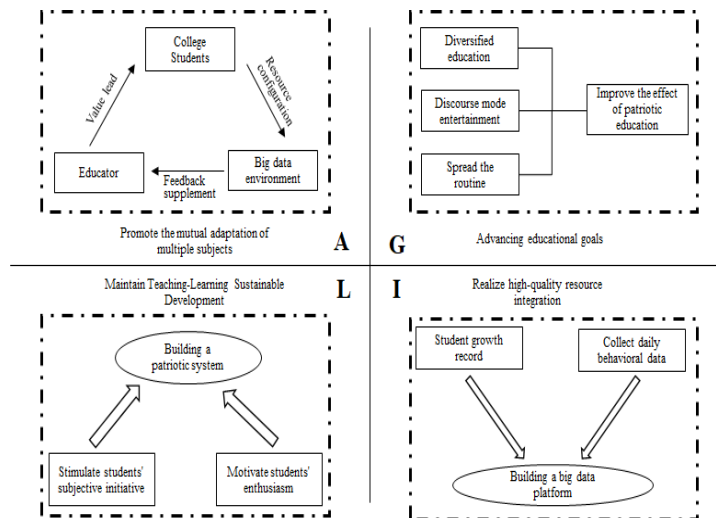 College
Students
Value lead
Resource
configuration
Educator
Big data
environment
Feedback
supplement
Promote the mutual adaptation of
multiple subjects
A
Diversified
education
Discourse mode
entertainment
Spread the
routine
Improve the effect
of patriotic
education
G
Advancing educational goals
Maintain Teaching-Learning Sustainable
Development
L
Building a
patriotic system
Stimulate students'
subjective initiative
Motivate students'
enthusiasm
I
Realize high-quality resource
integration
Student growth
record
Collect daily
behavioral data
Building a big data
platform